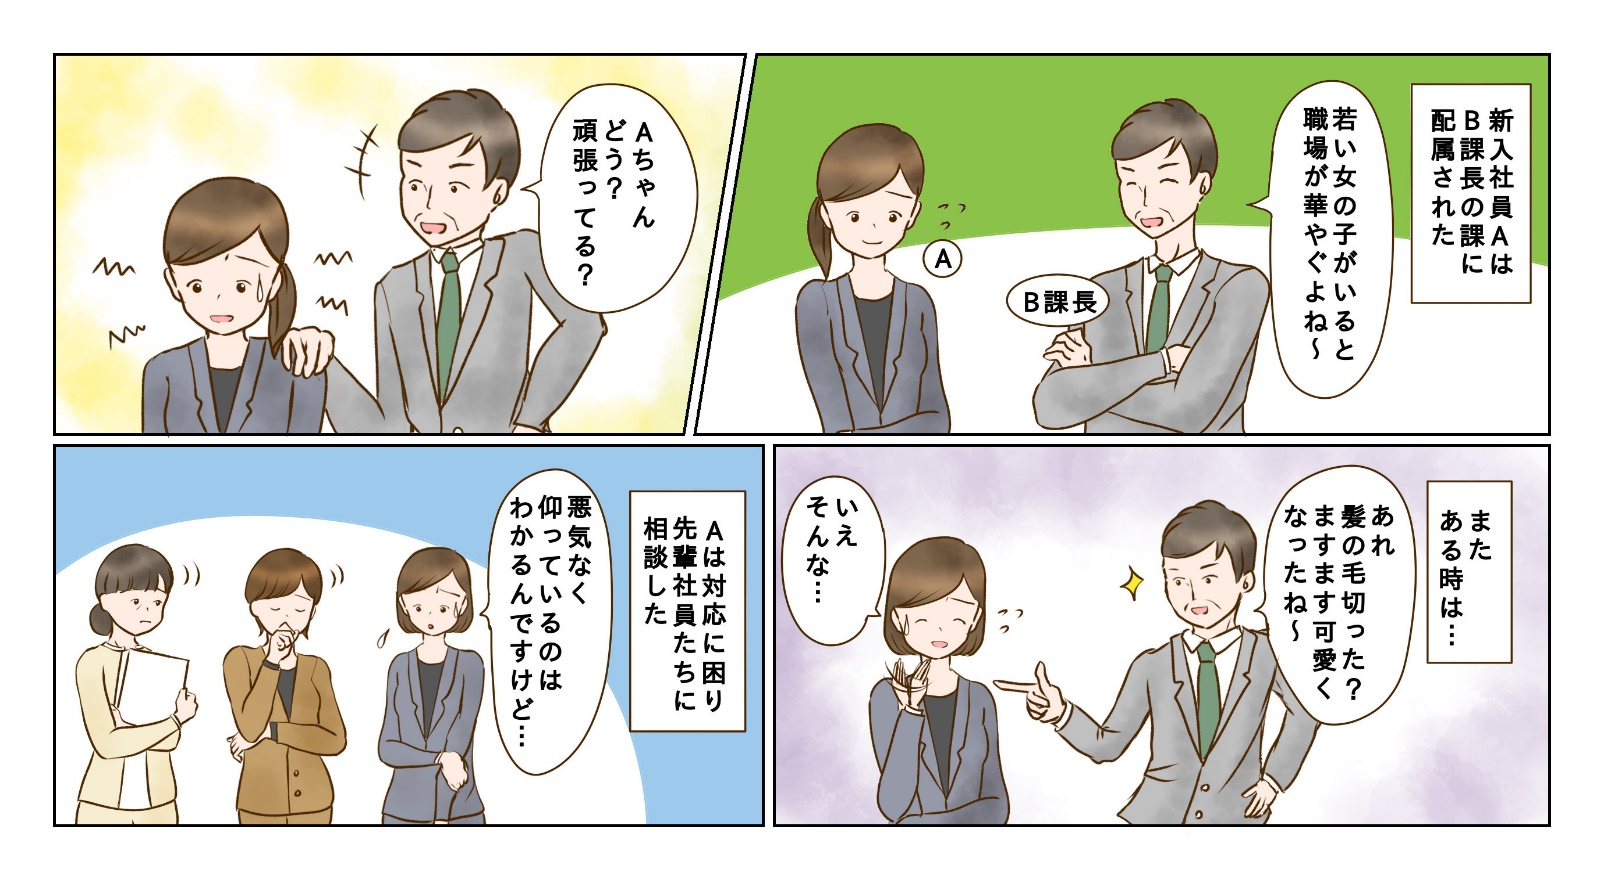 新入社員Aは
B課長の課に
配属された
若い女の子がいると
職場が華やぐよね～
B課長
A
Aちゃん
どう？
頑張ってる？
また
ある時は…
あれ
髪の毛切った？
ますます可愛く
なったね～
いえ
そんな…
Aは対応に困り
先輩社員たちに
相談した
悪気なく
仰っているのは
わかるんですけど…